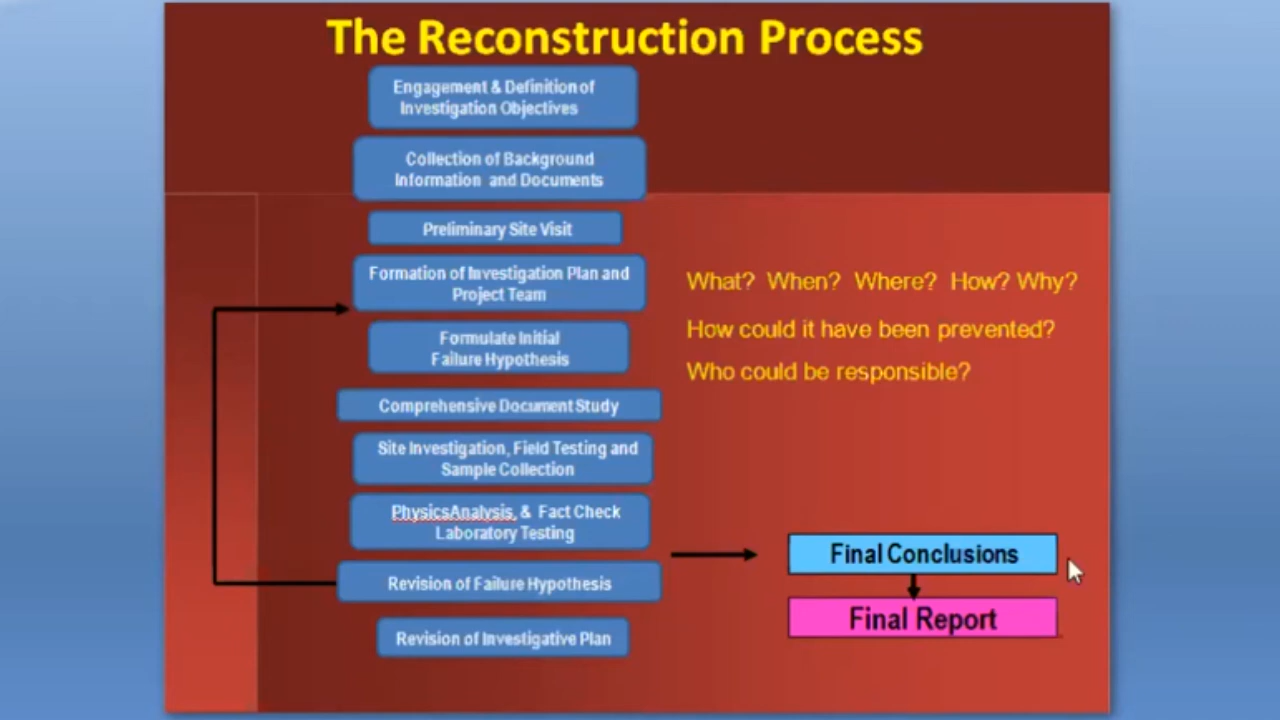 The Reconstruction Process
Engagement & Definition of
Investigation Objectives
Collection of Background
Information and Documents
Preliminary Site Visit
Formation of Investigation Plan and
Project Team
Formulate Initial
Failure Hypothesis
Comprehensive Document Study
Site Investigation, Field Testing and
Sample Collection
PhysicsAnalysis, & Fact Check
Laboratory Testing
Revision of Failure Hypothesis
Revision of Investigative Plan
What? When? Where? How? Why?
How could it have been prevented?
Who could be responsible?
Final Conclusions
Final Report